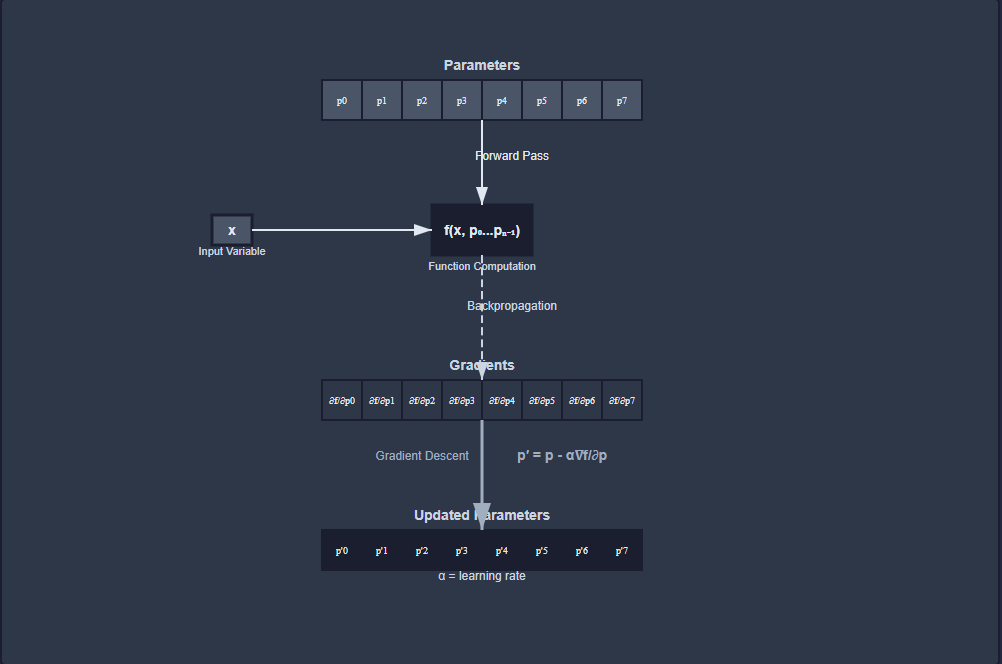 Parameters
p0 p1 p2 p3 p4 p5 p6 p7
Forward Pass
x
f(x, p₀...pₙ₋₁)
Input Variable
Function Computation
Backpropagation
Gradients
∂f/∂p0 ∂f/∂p1 ∂f/∂p2 ∂f/∂p3 ∂f/∂p4 ∂f/∂p5 ∂f/∂p6 ∂f/∂p7
Gradient Descent
p' = p - α∇f/∂p
Updated Parameters
p'0 p'1 p'2 p'3 p'4 p'5 p'6 p'7
α = learning rate